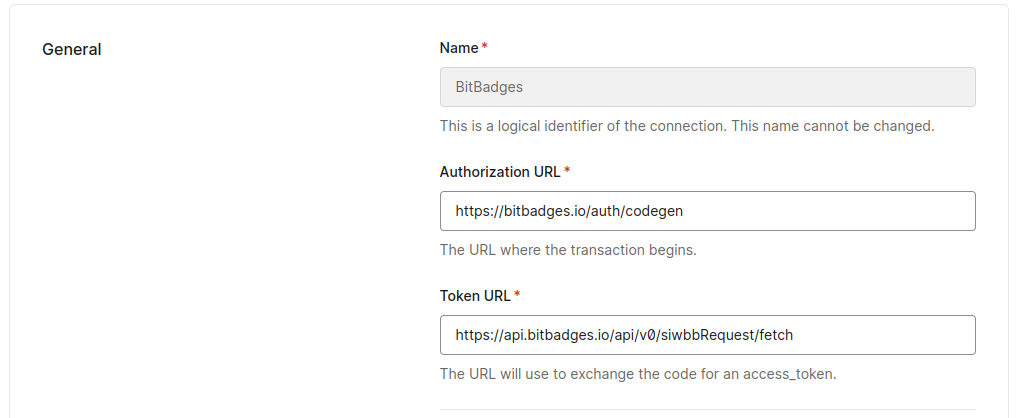 General
Name *
BitBadges
This is a logical identifier of the connection. This name cannot be changed.
Authorization URL *
https://bitbadges.io/auth/codegen
The URL where the transaction begins.
Token URL *
https://api.bitbadges.io/api/v0/siwbbRequest/fetch
The URL will use to exchange the code for an access_token.